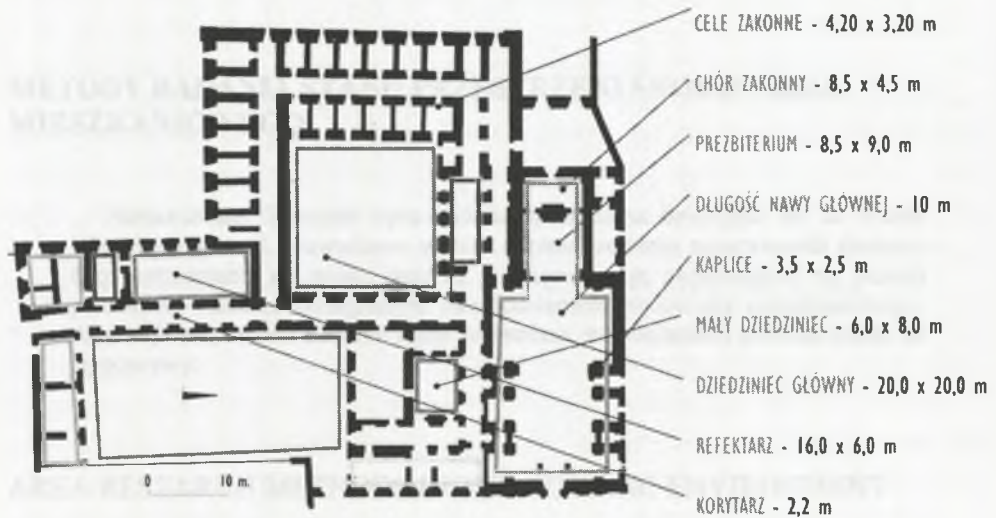 CELE ZAKONNE - 4,20 x 3,20 m
CHÓR ZAKONNY - 8,5 x 4,5 m
PREZBITERIUM - 8,5 x 9,0 m
DŁUGOŚĆ NAWY GŁÓWNEJ - 10 m
KAPLICE - 3,5 x 2,5 m
MAŁY DZIEDZINIEC - 6,0 x 8,0 m
DZIEDZINIEC GŁÓWNY - 20,0 x 20,0 m
REFEKTARZ - 16,0 x 6,0 m
KORYTARZ - 2,2 m
0 10 m.